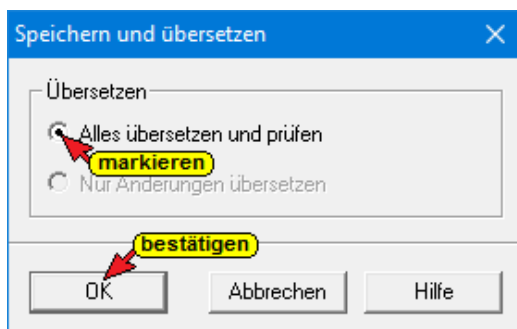 Speichern und übersetzen
Übersetzen
Alles übersetzen und prüfen
markieren
Nur Änderungen übersetzen
bestätigen
OK Abbrechen Hilfe